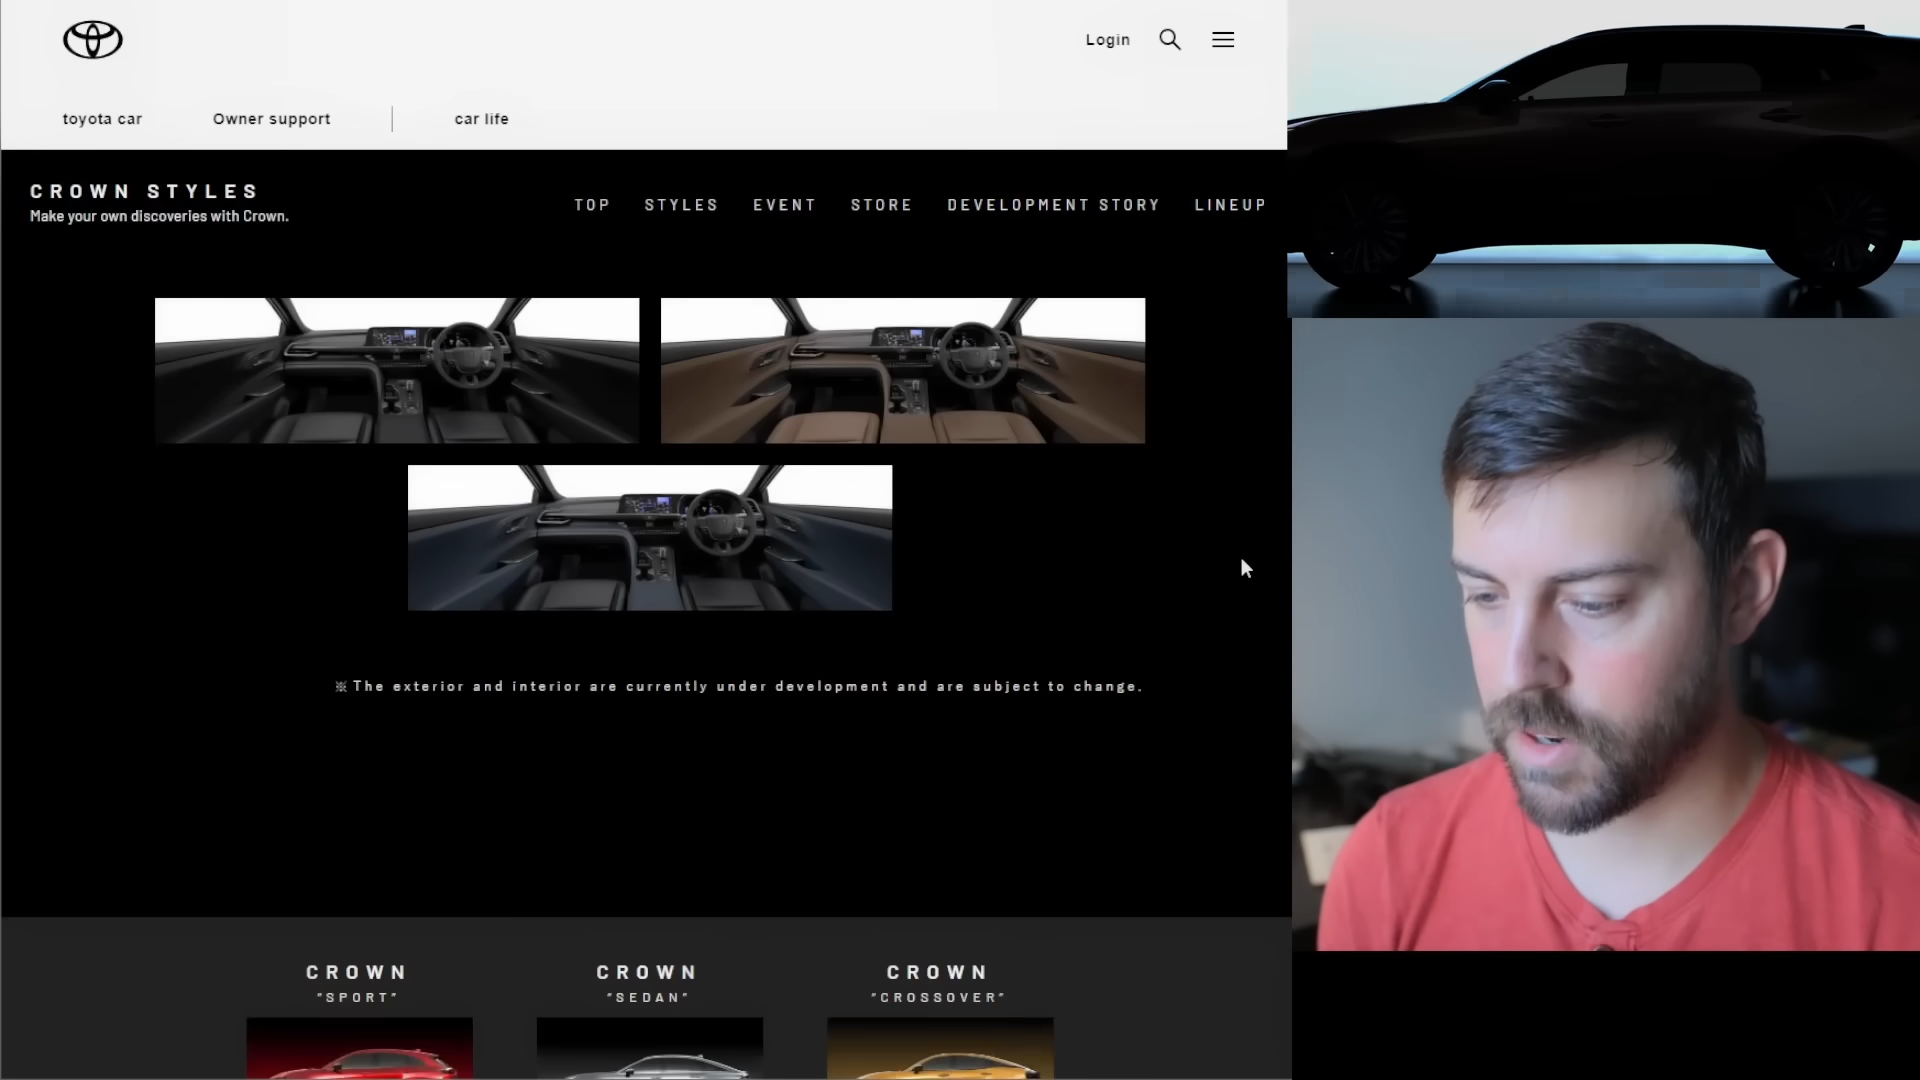 Login
toyota car
Owner support
car life
CROWN STYLES
Make your own discoveries with Crown.
TOP
STYLES
EVENT
STORE
DEVELOPMENT STORY
LINEUP
※The exterior and interior are currently under development and are subject to change.
CROWN
"SPORT"
CROWN
"SEDAN"
CROWN
"CROSSOVER"